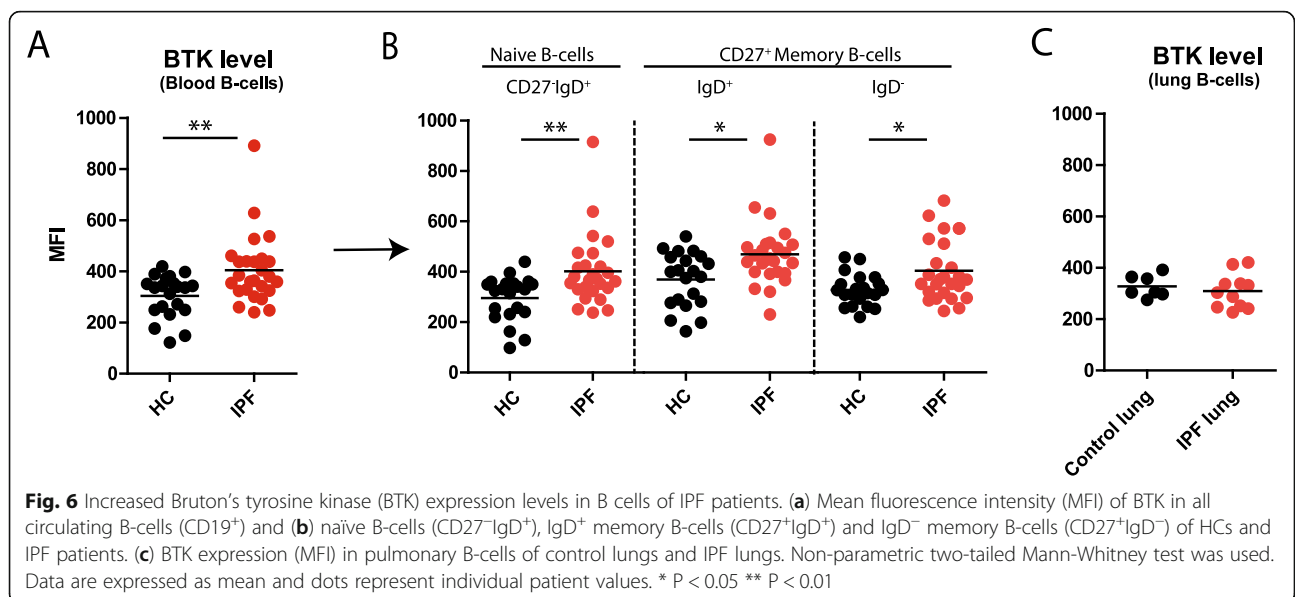 A
BTK level
(Blood B-cells)
MFI
1000
800
600
400
200
0
**
HC
IPF
B
Naive B-cells
CD27+ Memory B-cells
CD27-IgD+
IgD+
IgD-
1000
800
600
400
200
0
**
*
*
HC
IPF
HC
IPF
HC
IPF
C
BTK level
(lung B-cells)
1000
800
600
400
200
0
Control lung
IPF lung
Fig. 6 Increased Bruton's tyrosine kinase (BTK) expression levels in B cells of IPF patients. (a) Mean fluorescence intensity (MFI) of BTK in all
circulating B-cells (CD19+) and (b) naïve B-cells (CD27−IgD+), IgD+ memory B-cells (CD27+IgD+) and IgD− memory B-cells (CD27+IgD−) of HCs and
IPF patients. (c) BTK expression (MFI) in pulmonary B-cells of control lungs and IPF lungs. Non-parametric two-tailed Mann-Whitney test was used.
Data are expressed as mean and dots represent individual patient values. * P < 0.05 ** P < 0.01